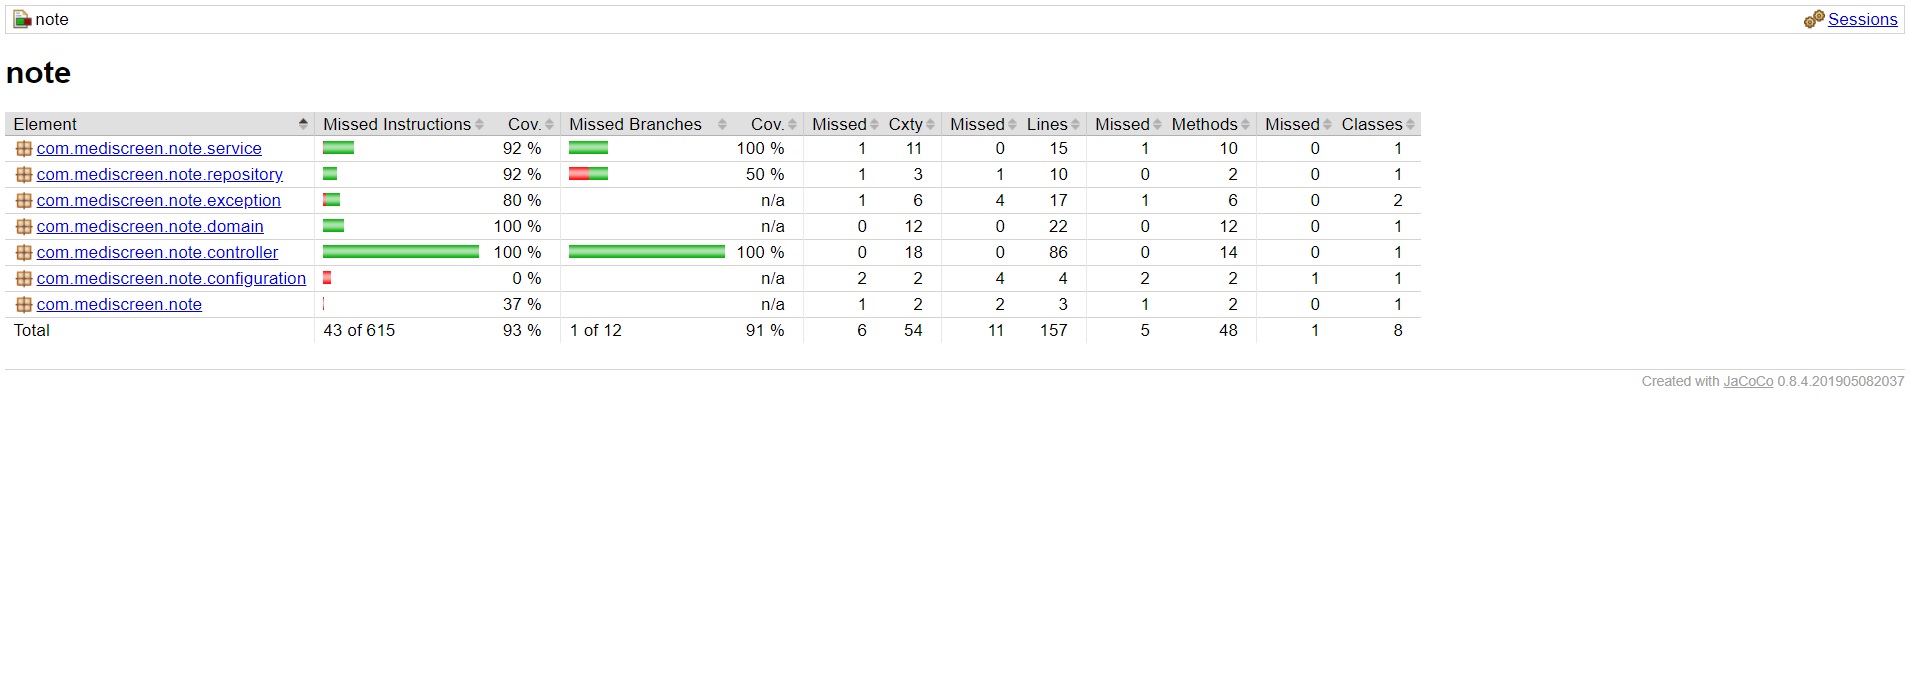 note Sessions
note
Element Missed Instructions Cov. Missed Branches Cov. Missed Cxty Missed Lines Missed Methods Missed Classes
com.mediscreen.note.service 92 % 100 % 1 11 0 15 1 10 0 1
com.mediscreen.note.repository 92 % 50 % 1 3 1 10 0 2 0 1
com.mediscreen.note.exception 80 % n/a 1 6 4 17 1 6 0 2
com.mediscreen.note.domain 100 % n/a 0 12 0 22 0 12 0 1
com.mediscreen.note.controller 100 % 100 % 0 18 0 86 0 14 0 1
com.mediscreen.note.configuration 0 % n/a 2 2 4 4 2 2 1 1
com.mediscreen.note 37 % n/a 1 2 2 3 1 2 0 1
Total 43 of 615 93 % 1 of 12 91 % 6 54 11 157 5 48 1 8
Created with JaCoCo 0.8.4.201905082037